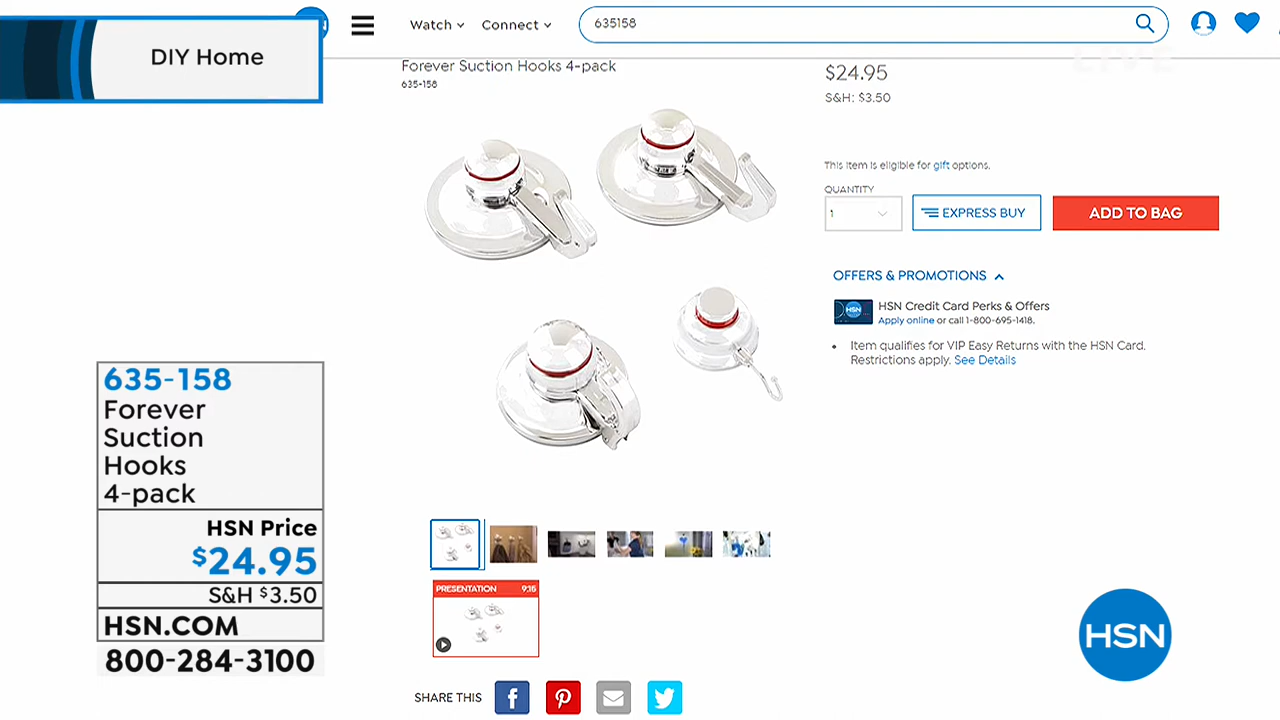 DIY Home
Watch
Connect
635158
LIVE
Forever Suction Hooks 4-pack
635-158
$24.95
S&H: $3.50
This item is eligible for gift options.
QUANTITY
1
EXPRESS BUY
ADD TO BAG
OFFERS & PROMOTIONS
HSN
HSN Credit Card Perks & Offers
Apply online or call 1-800-695-1418.
• Item qualifies for VIP Easy Returns with the HSN Card.
Restrictions apply. See Details
635-158
Forever
Suction
Hooks
4-pack
HSN Price
$24.95
S&H $3.50
HSN.COM
800-284-3100
PRESENTATION 9:15
SHARE THIS
HSN